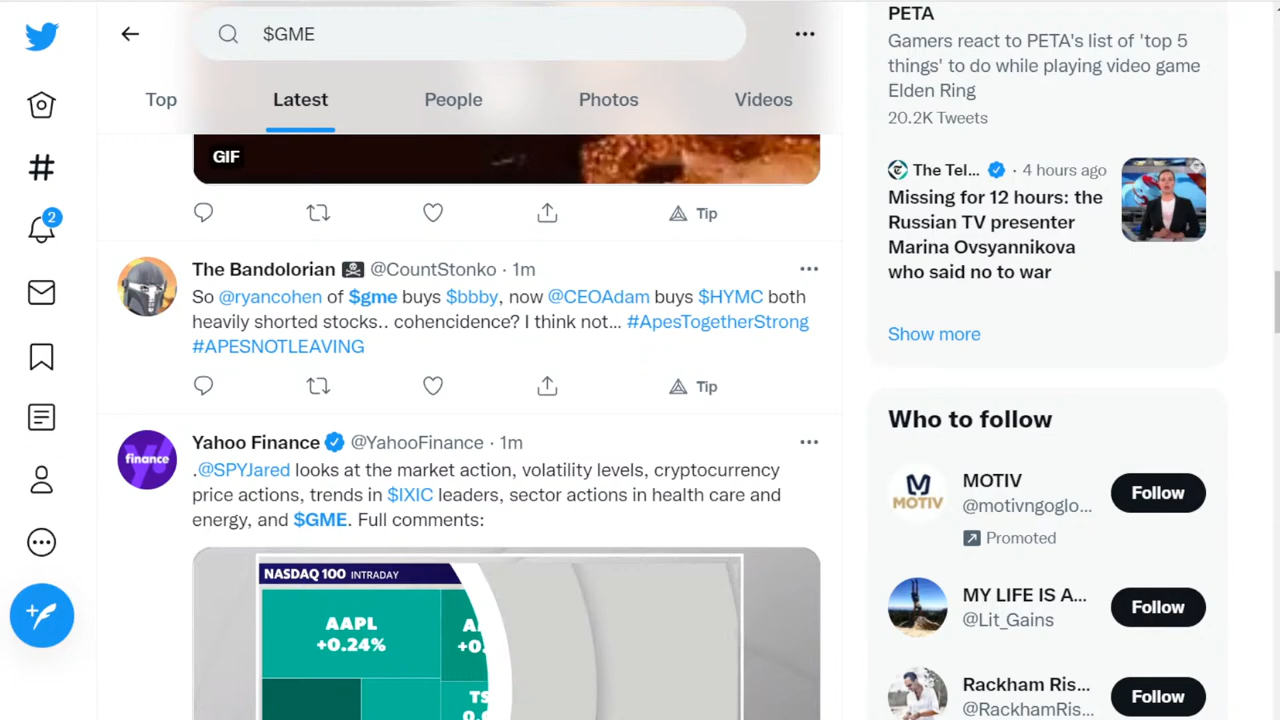 $GME
Top
Latest
People
Photos
Videos
GIF
Tip
The Bandolorian ☠ @CountStonko · 1m
So @ryancohen of $gme buys $bbby, now @CEOAdam buys $HYMC both
heavily shorted stocks.. cohencidence? I think not... #ApesTogetherStrong
#APESNOTLEAVING
Tip
finance
Yahoo Finance @YahooFinance · 1m
.@SPYJared looks at the market action, volatility levels, cryptocurrency
price actions, trends in $IXIC leaders, sector actions in health care and
energy, and $GME. Full comments:
NASDAQ 100 INTRADAY
AAPL
+0.24%
+0.
TS
2
PETA
Gamers react to PETA's list of 'top 5
things' to do while playing video game
Elden Ring
20.2K Tweets
The Tel... · 4 hours ago
Missing for 12 hours: the
Russian TV presenter
Marina Ovsyannikova
who said no to war
Show more
Who to follow
MOTIV
MOTIV
@motivngoglo...
Promoted
Follow
MY LIFE IS A...
@Lit_Gains
Follow
Rackham Ris...
@RackhamRis...
Follow